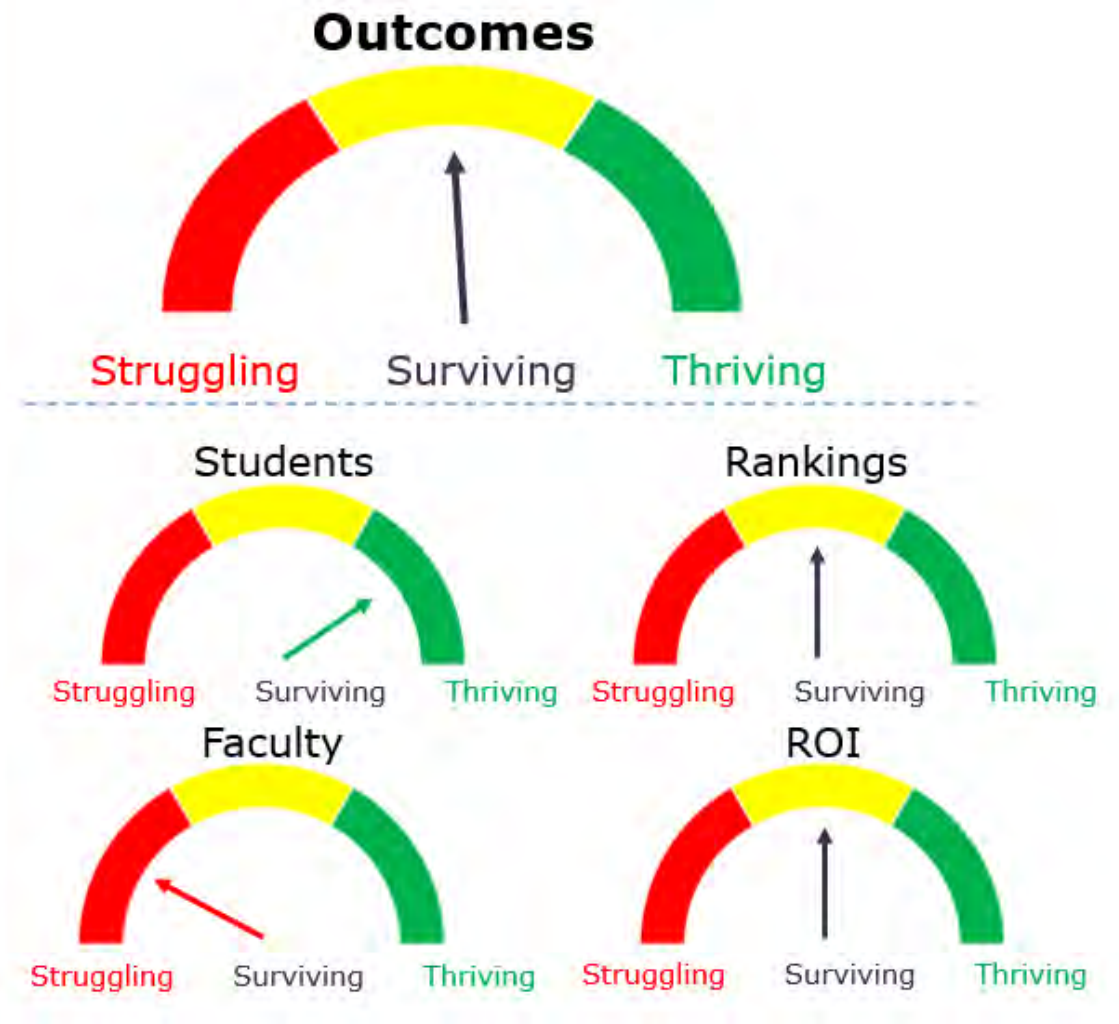 Outcomes
Struggling Surviving Thriving
Students Rankings
Struggling Surviving Thriving Struggling Surviving Thriving
Faculty ROI
Struggling Surviving Thriving Struggling Surviving Thriving